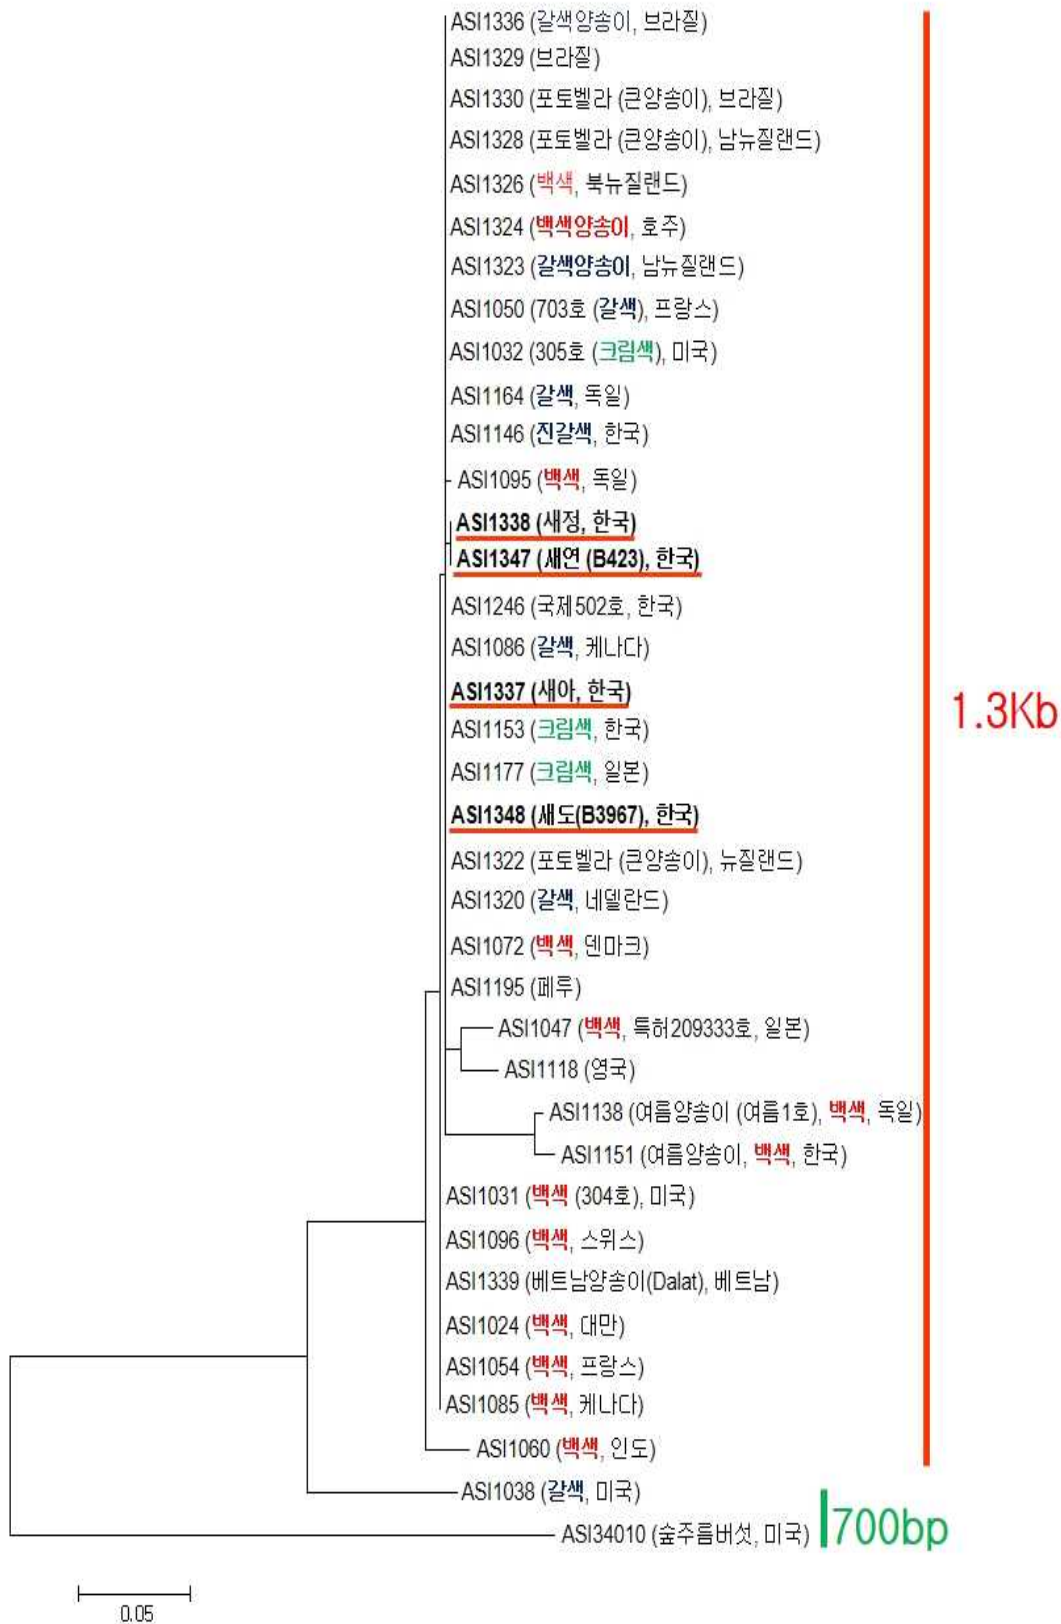 ASI1336 (갈색양송이, 브라질)
ASI1329 (브라질)
ASI1330 (포토벨라 (큰양송이), 브라질)
ASI1328 (포토벨라 (큰양송이), 남뉴질랜드)
ASI1326 (백색, 북뉴질랜드)
ASI1324 (백색양송이, 호주)
ASI1323 (갈색양송이, 남뉴질랜드)
ASI1050 (703호 (갈색), 프랑스)
ASI1032 (305호 (크림색), 미국)
ASI1164 (갈색, 독일)
ASI1146 (진갈색, 한국)
ASI1095 (백색, 독일)
ASI1338 (새정, 한국)
ASI1347 (새연 (B423), 한국)
ASI1246 (국제502호, 한국)
ASI1086 (갈색, 케나다)
ASI1337 (새아, 한국)
1.3Kb
ASI1153 (크림색, 한국)
ASI1177 (크림색, 일본)
ASI1348 (새도(B3967), 한국)
ASI1322 (포토벨라 (큰양송이), 뉴질랜드)
ASI1320 (갈색, 네델란드)
ASI1072 (백색, 덴마크)
ASI1195 (페루)
ASI1047 (백색, 특허209333호, 일본)
ASI1118 (영국)
ASI1138 (여름양송이 (여름1호), 백색, 독일)
ASI1151 (여름양송이, 백색, 한국)
ASI1031 (백색 (304호), 미국)
ASI1096 (백색, 스위스)
ASI1339 (베트남양송이(Dalat), 베트남)
ASI1024 (백색, 대만)
ASI1054 (백색, 프랑스)
ASI1085 (백색, 케나다)
ASI1060 (백색, 인도)
ASI1038 (갈색, 미국)
ASI34010 (숲주름버섯, 미국)
700bp
0.05